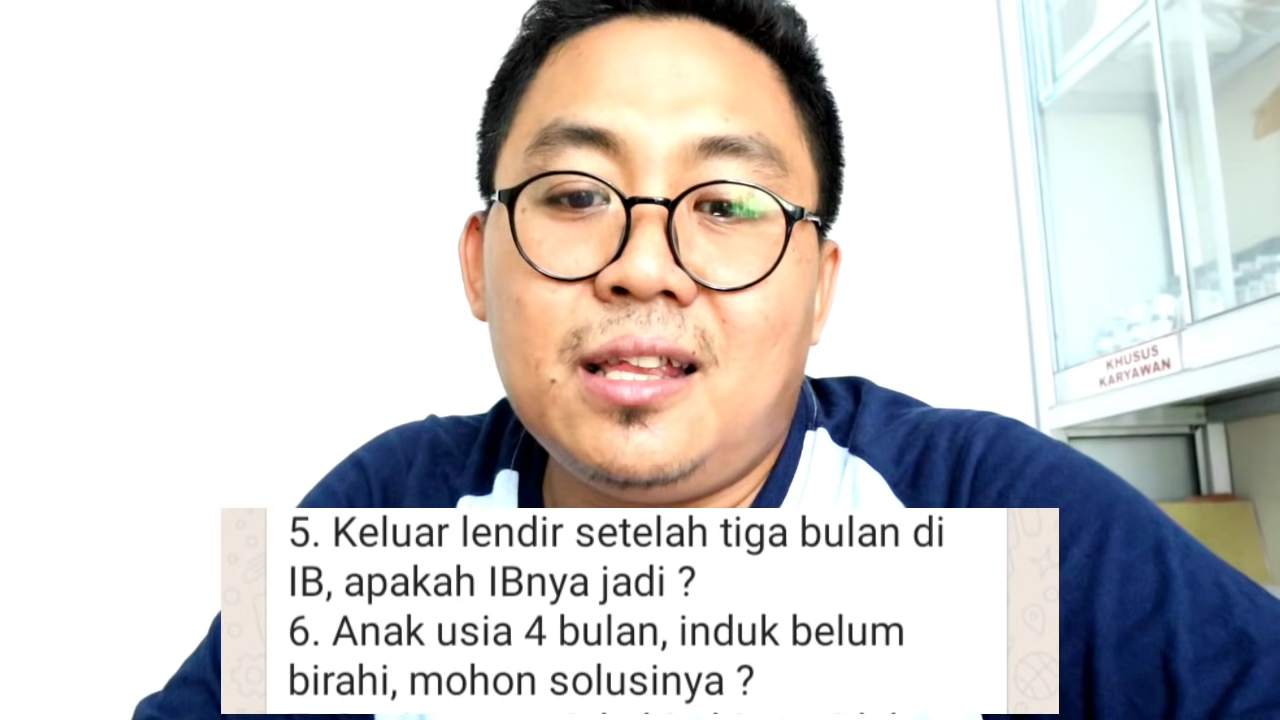 KHUSUS
KARYAWAN
5. Keluar lendir setelah tiga bulan di
IB, apakah IBnya jadi ?
6. Anak usia 4 bulan, induk belum
birahi, mohon solusinya ?